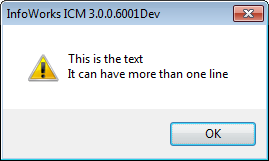 InfoWorks ICM 3.0.0.6001Dev
This is the text
It can have more than one line
OK